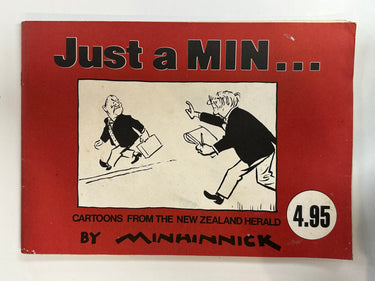 Just a MIN...
CARTOONS FROM THE NEW ZEALAND HERALD
4.95
BY MINHINNICK